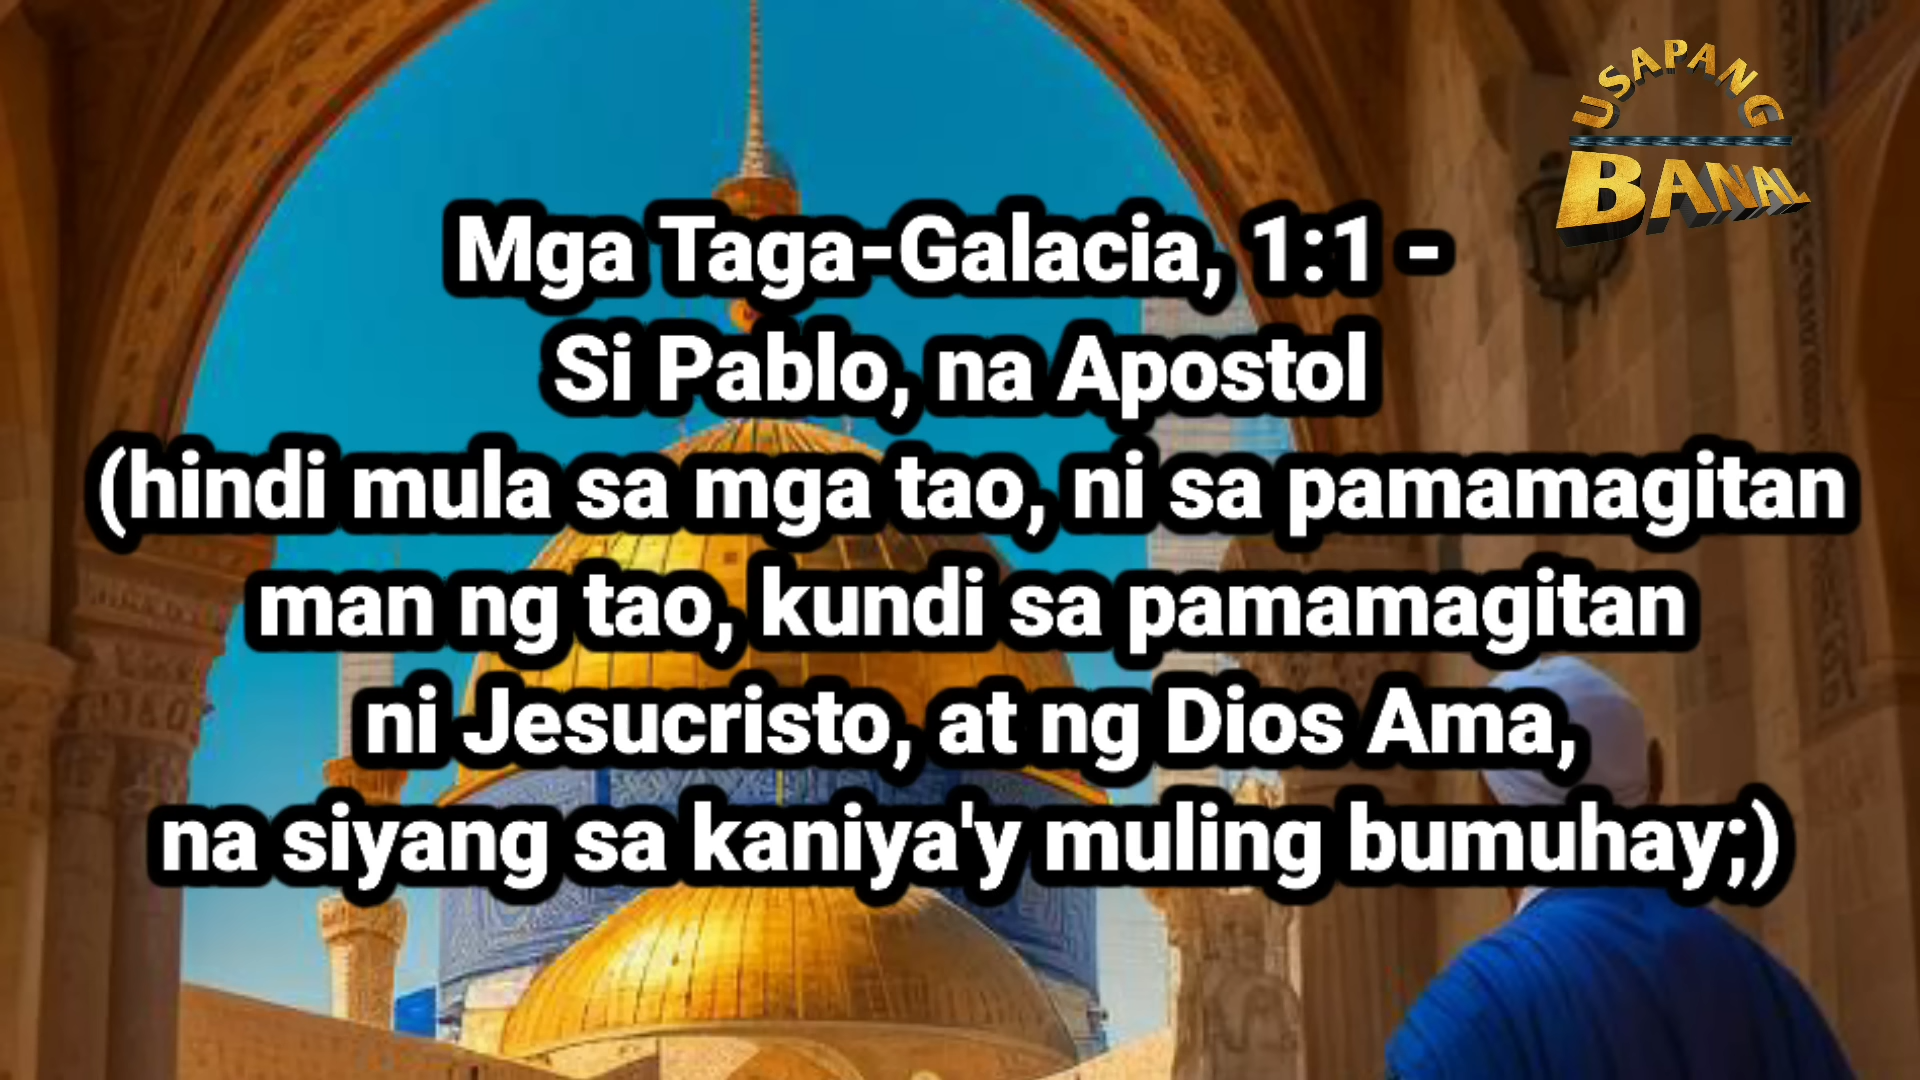 USAPANG
BANAL
Mga Taga-Galacia, 1:1 -
Si Pablo, na Apostol
(hindi mula sa mga tao, ni sa pamamagitan
man ng tao, kundi sa pamamagitan
ni Jesucristo, at ng Dios Ama,
na siyang sa kaniya'y muling bumuhay;)